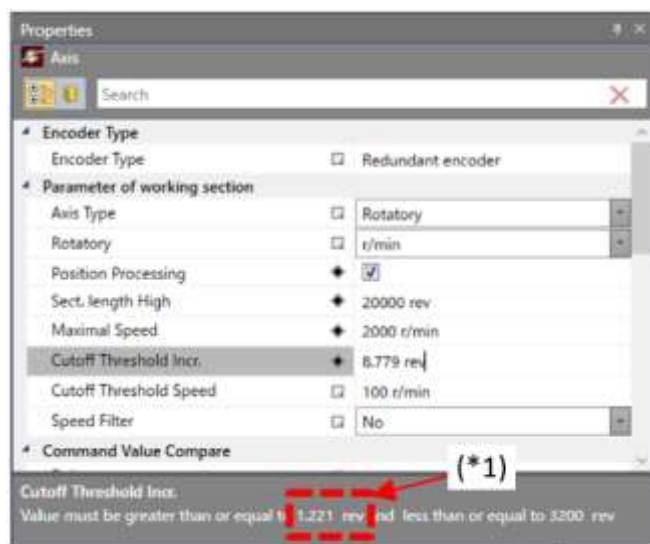 Properties
Axis
Search
Encoder Type
Encoder Type Redundant encoder
Parameter of working section
Axis Type Rotatory
Rotatory r/min
Position Processing
Sect. length High 20000 rev
Maximal Speed 2000 r/min
Cutoff Threshold Incr. 8.779 rev
Cutoff Threshold Speed 100 r/min
Speed Filter No
Command Value Compare
(*1)
Cutoff Threshold Incr.
Value must be greater than or equal t 1.221 rev nd less than or equal to 3200 rev